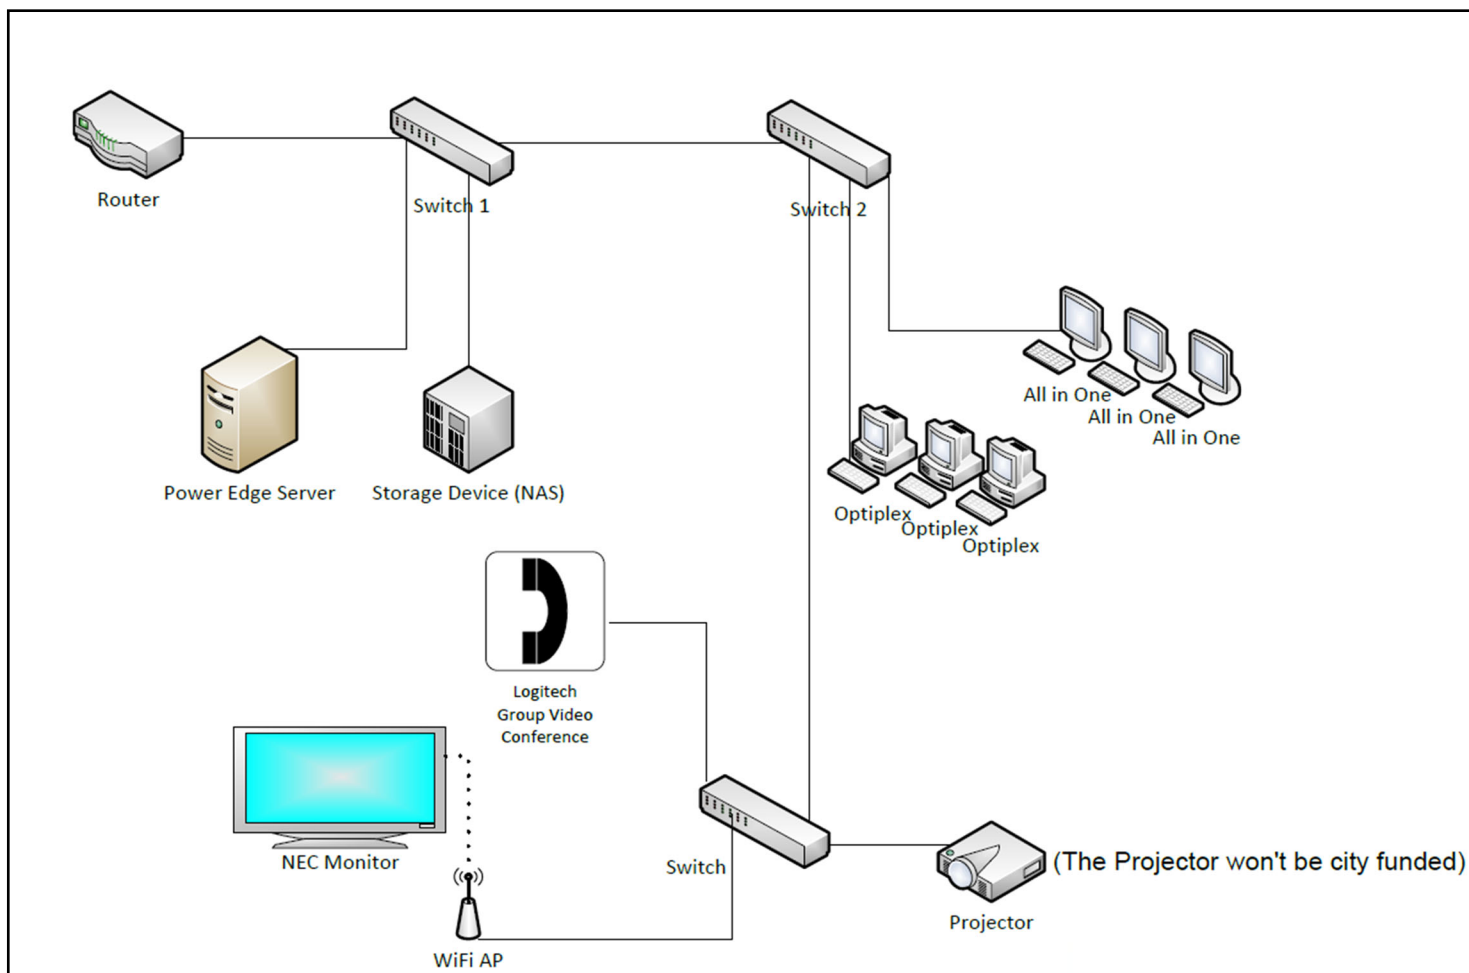 Router
Switch 1
Switch 2
All in One
All in One
All in One
Power Edge Server
Storage Device (NAS)
Optiplex
Optiplex
Optiplex
Logitech
Group Video
Conference
NEC Monitor
Switch
(The Projector won't be city funded)
Projector
WiFi AP